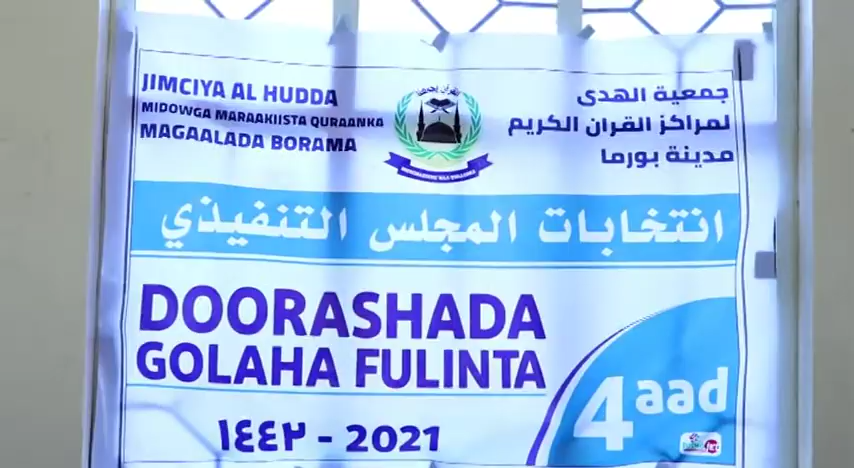 JIMCIYA AL HUDDA
MIDOWGA MARAAKIISTA QURAANKA
MAGAALADA BORAMA
جمعية الهدى
لمراكز القران الكريم
مدينة بورما
انتخابات المجلس التنفيذي
DOORASHADA
GOLAHA FULINTA
4aad
١٤٤٢ - 2021